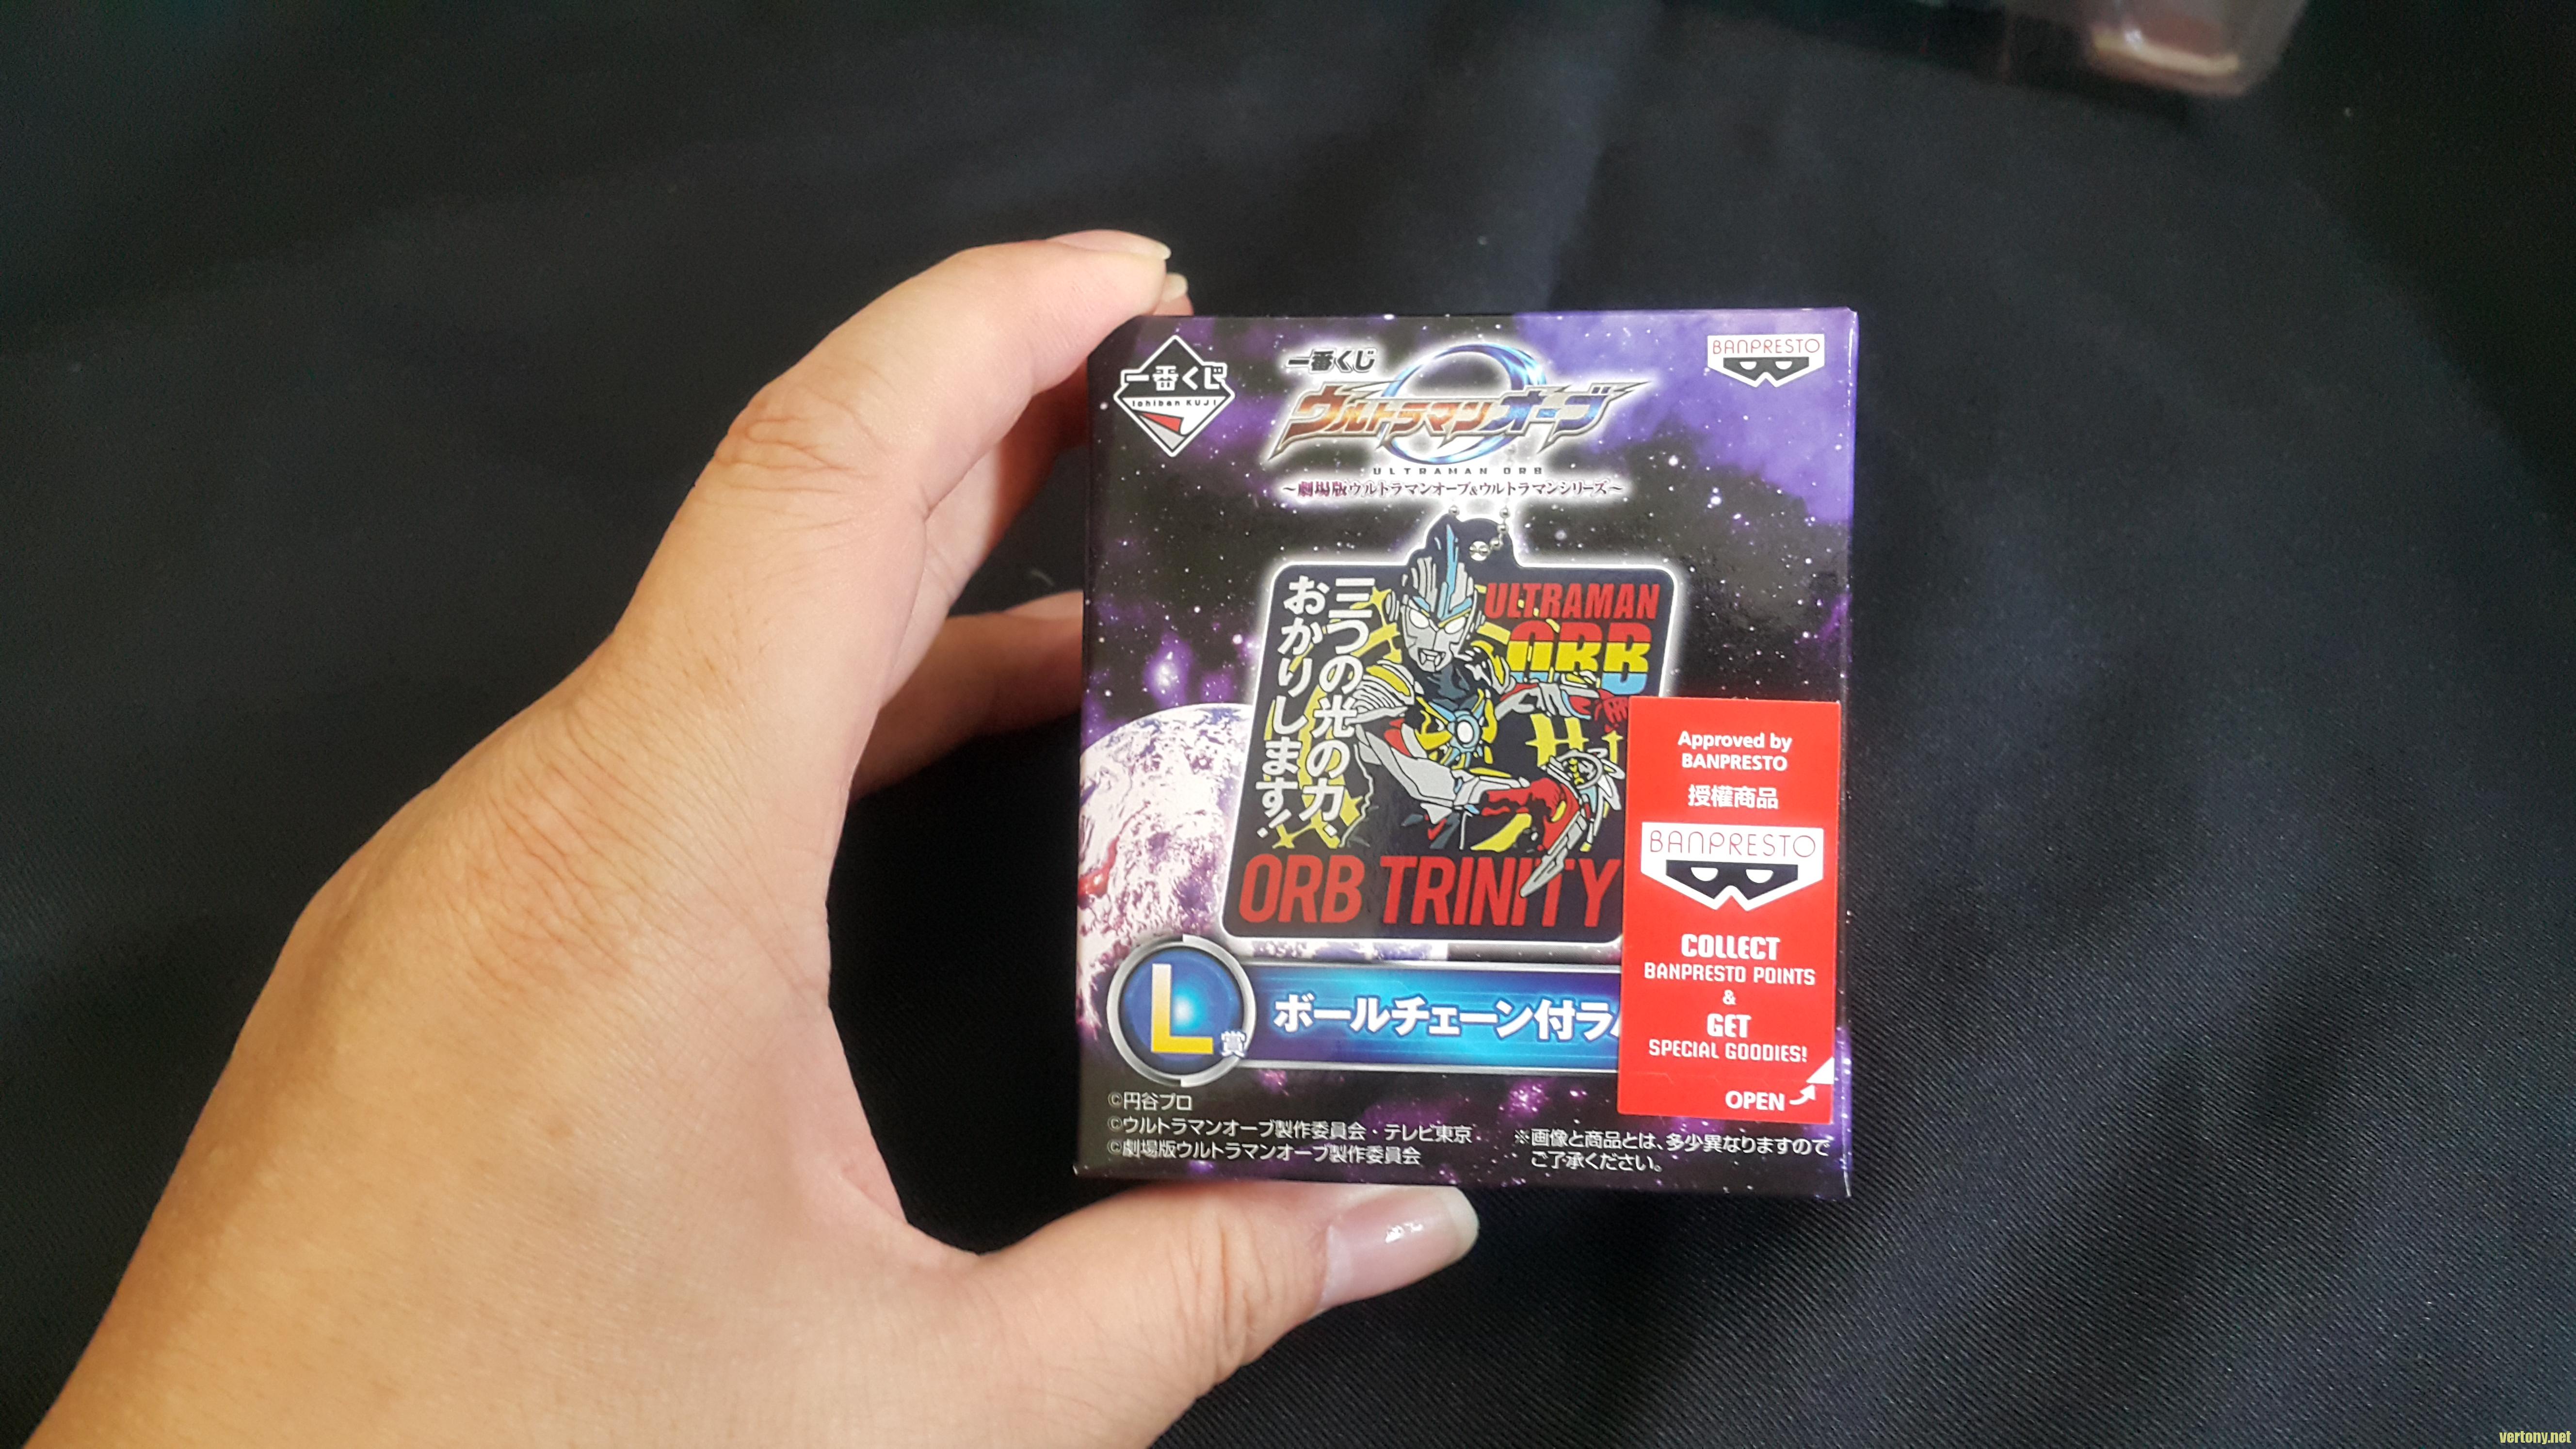 一番くじ
Ichiban KUJI
一番くじ
ウルトラマンオーブ
ULTRAMAN ORB
～劇場版ウルトラマンオーブ&ウルトラマンシリーズ～
BANPRESTO
三つの光の力、
おかりします!
ULTRAMAN
ORB
ORB TRINITY
Approved by
BANPRESTO
授權商品
BANPRESTO
COLLECT
BANPRESTO POINTS
&
GET
SPECIAL GOODIES!
OPEN
L賞
ボールチェーン付ラ
©円谷プロ
©ウルトラマンオーブ製作委員会・テレビ東京
©劇場版ウルトラマンオーブ製作委員会
※画像と商品とは、多少異なりますので
ご了承ください。
vertony.net